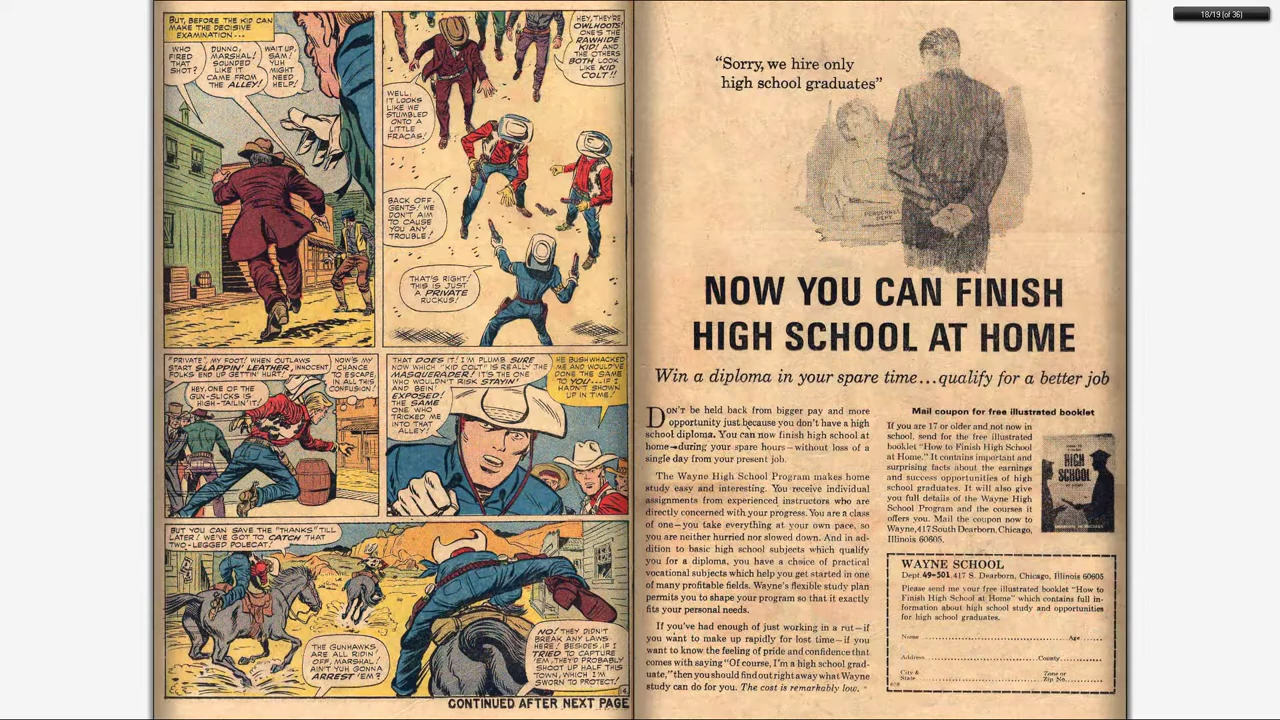 18/19 (of 36)
BUT, BEFORE THE KID CAN
MAKE THE DECISIVE
EXAMINATION...
WHO
FIRED
THAT
SHOT?
DUNNO,
MARSHAL!
SOUNDED
LIKE IT
CAME FROM
THE ALLEY!
WAIT UP,
SAM!
YUH
MIGHT
NEED
HELP!
HEY, THEY'RE
OWLHOOTS!
ONE'S THE
RAWHIDE
KID! AND
THE OTHERS
BOTH LOOK
LIKE KID
COLT!!
WELL,
IT LOOKS
LIKE WE
STUMBLED
ONTO A
LITTLE
FRACAS!
BACK OFF,
GENTS! WE
DON'T AIM
TO CAUSE
YOU ANY
TROUBLE!
THAT'S RIGHT!
THIS IS JUST
A PRIVATE
RUCKUS!
"PRIVATE", MY FOOT! WHEN OUTLAWS
START SLAPPIN' LEATHER, INNOCENT
FOLKS END UP GETTIN' HURT!
HEY, ONE OF THE
GUN-SLICKS IS
HIGH-TAILIN' IT!
NOW'S MY
CHANCE
TO ESCAPE,
IN ALL THIS
CONFUSION!
THAT DOES IT! I'M PLUMB SURE
NOW WHICH "KID COLT" IS REALLY THE
MASQUERADER! IT'S THE ONE
WHO WOULDN'T RISK STAYIN'
AND BEIN'
EXPOSED!
THE SAME
ONE WHO
TRICKED ME
INTO THAT
ALLEY!
HE BUSHWHACKED
ME AND WOULD'VE
DONE THE SAME
TO YOU...IF I
HADN'T SHOWN
UP IN TIME!
BUT YOU CAN SAVE THE "THANKS" TILL
LATER! WE'VE GOT TO CATCH THAT
TWO-LEGGED POLECAT!
THE GUNHAWKS
ARE ALL RIDIN'
OFF, MARSHAL!
AIN'T YUH GONNA
ARREST 'EM?
NO! THEY DIDN'T
BREAK ANY LAWS
HERE! BESIDES, IF I
TRIED TO CAPTURE
'EM, THEY'D PROBABLY
SHOOT UP HALF THIS
TOWN, WHICH I'M
SWORN TO PROTECT!
4
CONTINUED AFTER NEXT PAGE
"Sorry, we hire only
high school graduates"
PERSONNEL
DEPT.
NOW YOU CAN FINISH
HIGH SCHOOL AT HOME
Win a diploma in your spare time...qualify for a better job
DON'T be held back from bigger pay and more
opportunity just because you don't have a high
school diploma. You can now finish high school at
home—during your spare hours—without loss of a
single day from your present job.
The Wayne High School Program makes home
study easy and interesting. You receive individual
assignments from experienced instructors who are
directly concerned with your progress. You are a class
of one—you take everything at your own pace, so
you are neither hurried nor slowed down. And in ad-
dition to basic high school subjects which qualify
you for a diploma, you have a choice of practical
vocational subjects which help you get started in one
of many profitable fields. Wayne's flexible study plan
permits you to shape your program so that it exactly
fits your personal needs.
If you've had enough of just working in a rut—if
you want to make up rapidly for lost time—if you
want to know the feeling of pride and confidence that
comes with saying "Of course, I'm a high school grad-
uate," then you should find out right away what Wayne
study can do for you. The cost is remarkably low.
Mail coupon for free illustrated booklet
If you are 17 or older and not now in
school, send for the free illustrated
booklet "How to Finish High School
at Home." It contains important and
surprising facts about the earnings
and success opportunities of high
school graduates. It will also give
you full details of the Wayne High
School Program and the courses it
offers you. Mail the coupon now to
Wayne, 417 South Dearborn, Chicago,
Illinois 60605.
HIGH
SCHOOL
WAYNE SCHOOL
Dept. 49-501, 417 S. Dearborn, Chicago, Illinois 60605
Please send me your free illustrated booklet "How to
Finish High School at Home" which contains full in-
formation about high school study and opportunities
for high school graduates.
Name Age
Address County
City &
State
Zone or
Zip No.